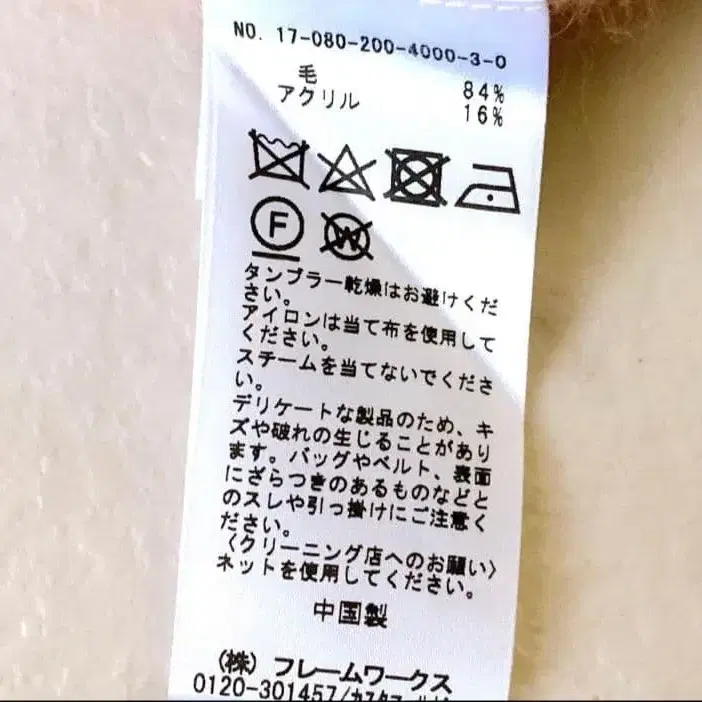 NO. 17-080-200-4000-3-0
毛 84%
アクリル 16%
F
W
タンブラー乾燥はお避けくだ
さい。
アイロンは当て布を使用して
ください。
スチームを当てないでくださ
い。
デリケートな製品のため、キ
ズや破れの生じることがあり
ます。バッグやベルト、表面
にざらつきのあるものなどと
のスレや引っ掛けにご注意く
ださい。
〈クリーニング店へのお願い〉
ネットを使用してください。
中国製
(株) フレームワークス
0120-301457/